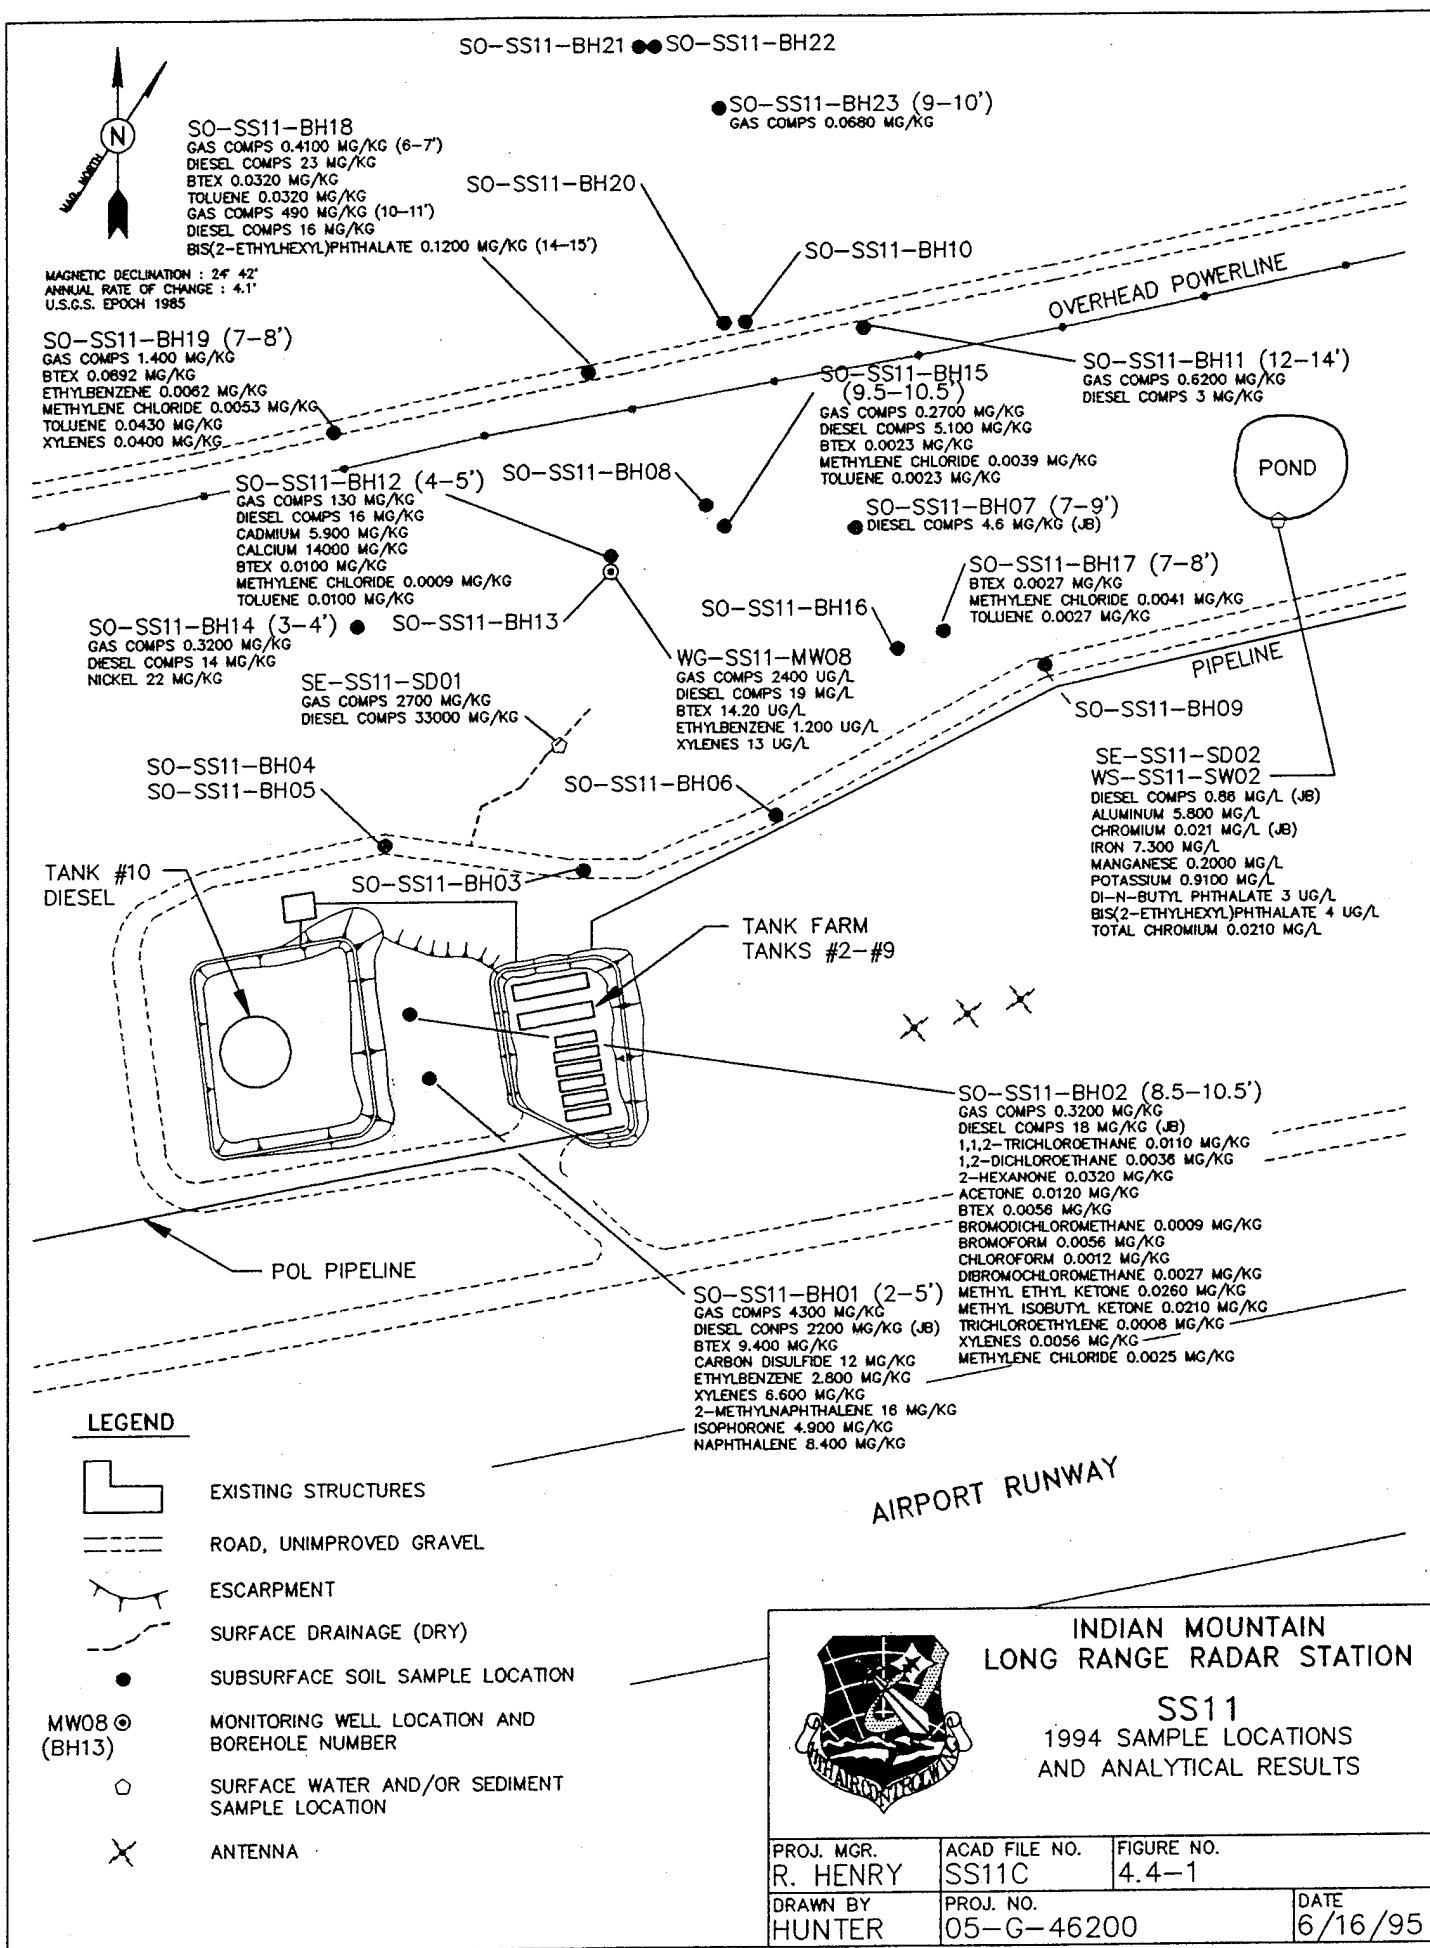 SO-SS11-BH21
SO-SS11-BH22
SO-SS11-BH23 (9-10')
GAS COMPS 0.0680 MG/KG
N
MAG. NORTH
SO-SS11-BH18
GAS COMPS 0.4100 MG/KG (6-7')
DIESEL COMPS 23 MG/KG
BTEX 0.0320 MG/KG
TOLUENE 0.0320 MG/KG
GAS COMPS 490 MG/KG (10-11')
DIESEL COMPS 16 MG/KG
BIS(2-ETHYLHEXYL)PHTHALATE 0.1200 MG/KG (14-15')
SO-SS11-BH20
SO-SS11-BH10
MAGNETIC DECLINATION : 24° 42'
ANNUAL RATE OF CHANGE : 4.1'
U.S.G.S. EPOCH 1985
OVERHEAD POWERLINE
SO-SS11-BH19 (7-8')
GAS COMPS 1.400 MG/KG
BTEX 0.0892 MG/KG
ETHYLBENZENE 0.0062 MG/KG
METHYLENE CHLORIDE 0.0053 MG/KG
TOLUENE 0.0430 MG/KG
XYLENES 0.0400 MG/KG
SO-SS11-BH11 (12-14')
GAS COMPS 0.6200 MG/KG
DIESEL COMPS 3 MG/KG
SO-SS11-BH15
(9.5-10.5')
GAS COMPS 0.2700 MG/KG
DIESEL COMPS 5.100 MG/KG
BTEX 0.0023 MG/KG
METHYLENE CHLORIDE 0.0039 MG/KG
TOLUENE 0.0023 MG/KG
POND
SO-SS11-BH12 (4-5')
GAS COMPS 130 MG/KG
DIESEL COMPS 16 MG/KG
CADMIUM 5.900 MG/KG
CALCIUM 14000 MG/KG
BTEX 0.0100 MG/KG
METHYLENE CHLORIDE 0.0009 MG/KG
TOLUENE 0.0100 MG/KG
SO-SS11-BH08
SO-SS11-BH07 (7-9')
DIESEL COMPS 4.6 MG/KG (JB)
SO-SS11-BH17 (7-8')
BTEX 0.0027 MG/KG
METHYLENE CHLORIDE 0.0041 MG/KG
TOLUENE 0.0027 MG/KG
SO-SS11-BH16
SO-SS11-BH14 (3-4')
GAS COMPS 0.3200 MG/KG
DIESEL COMPS 14 MG/KG
NICKEL 22 MG/KG
SO-SS11-BH13
WG-SS11-MW08
GAS COMPS 2400 UG/L
DIESEL COMPS 19 MG/L
BTEX 14.20 UG/L
ETHYLBENZENE 1.200 UG/L
XYLENES 13 UG/L
PIPELINE
SE-SS11-SD01
GAS COMPS 2700 MG/KG
DIESEL COMPS 33000 MG/KG
SO-SS11-BH09
SE-SS11-SD02
WS-SS11-SW02
DIESEL COMPS 0.86 MG/L (JB)
ALUMINUM 5.800 MG/L
CHROMIUM 0.021 MG/L (JB)
IRON 7.300 MG/L
MANGANESE 0.2000 MG/L
POTASSIUM 0.9100 MG/L
DI-N-BUTYL PHTHALATE 3 UG/L
BIS(2-ETHYLHEXYL)PHTHALATE 4 UG/L
TOTAL CHROMIUM 0.0210 MG/L
SO-SS11-BH04
SO-SS11-BH05
SO-SS11-BH06
TANK #10
DIESEL
SO-SS11-BH03
TANK FARM
TANKS #2-#9
SO-SS11-BH02 (8.5-10.5')
GAS COMPS 0.3200 MG/KG
DIESEL COMPS 18 MG/KG (JB)
1,1,2-TRICHLOROETHANE 0.0110 MG/KG
1,2-DICHLOROETHANE 0.0036 MG/KG
2-HEXANONE 0.0320 MG/KG
ACETONE 0.0120 MG/KG
BTEX 0.0056 MG/KG
BROMODICHLOROMETHANE 0.0009 MG/KG
BROMOFORM 0.0056 MG/KG
CHLOROFORM 0.0012 MG/KG
DIBROMOCHLOROMETHANE 0.0027 MG/KG
METHYL ETHYL KETONE 0.0260 MG/KG
METHYL ISOBUTYL KETONE 0.0210 MG/KG
TRICHLOROETHYLENE 0.0008 MG/KG
XYLENES 0.0056 MG/KG
METHYLENE CHLORIDE 0.0025 MG/KG
POL PIPELINE
SO-SS11-BH01 (2-5')
GAS COMPS 4300 MG/KG
DIESEL CONPS 2200 MG/KG (JB)
BTEX 9.400 MG/KG
CARBON DISULFIDE 12 MG/KG
ETHYLBENZENE 2.800 MG/KG
XYLENES 6.600 MG/KG
2-METHYLNAPHTHALENE 16 MG/KG
ISOPHORONE 4.900 MG/KG
NAPHTHALENE 8.400 MG/KG
AIRPORT RUNWAY
LEGEND
EXISTING STRUCTURES
ROAD, UNIMPROVED GRAVEL
ESCARPMENT
SURFACE DRAINAGE (DRY)
SUBSURFACE SOIL SAMPLE LOCATION
MW08
(BH13)
MONITORING WELL LOCATION AND
BOREHOLE NUMBER
SURFACE WATER AND/OR SEDIMENT
SAMPLE LOCATION
ANTENNA
INDIAN MOUNTAIN
LONG RANGE RADAR STATION
SS11
1994 SAMPLE LOCATIONS
AND ANALYTICAL RESULTS
11TH AIR CONTROL WING
PROJ. MGR.
R. HENRY
ACAD FILE NO.
SS11C
FIGURE NO.
4.4-1
DRAWN BY
HUNTER
PROJ. NO.
05-G-46200
DATE
6/16/95